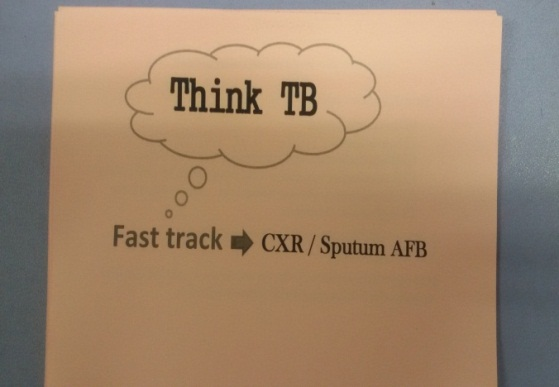 Think TB
Fast track ➡ CXR / Sputum AFB